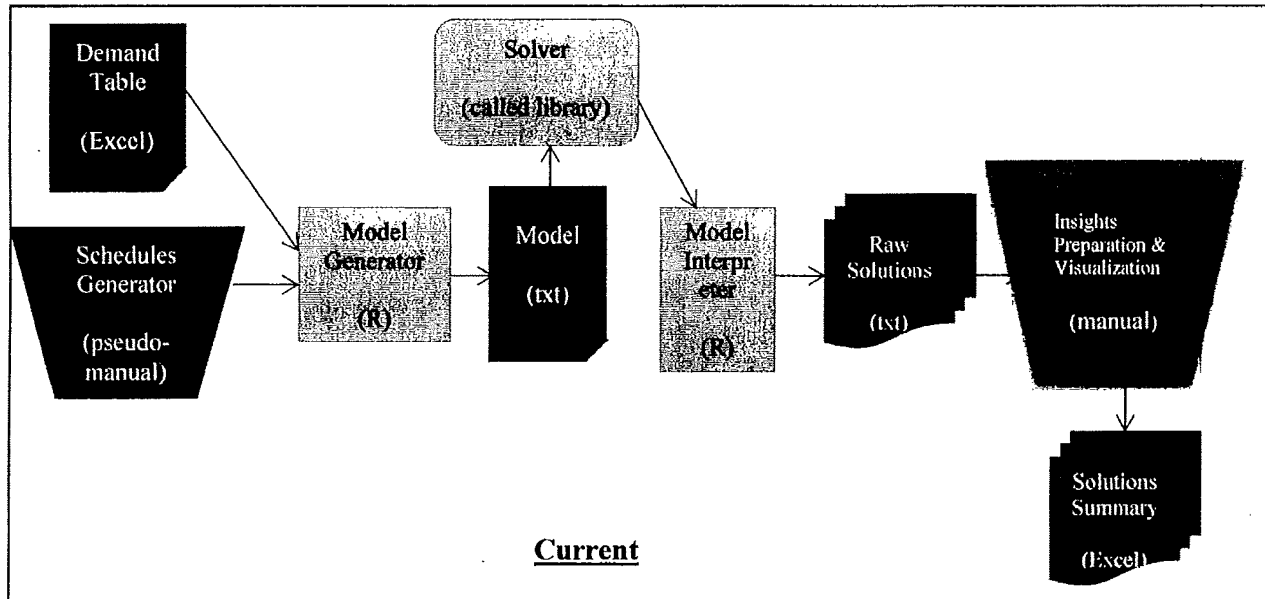 Demand
Table
(Excel)
Schedules
Generator
(pseudo-
manual)
Model
Generator
(R)
Model
(txt)
Solver
(called library)
Model
Interpr
eter
(R)
Raw
Solutions
(txt)
Insights
Preparation &
Visualization
(manual)
Solutions
Summary
(Excel)
Current